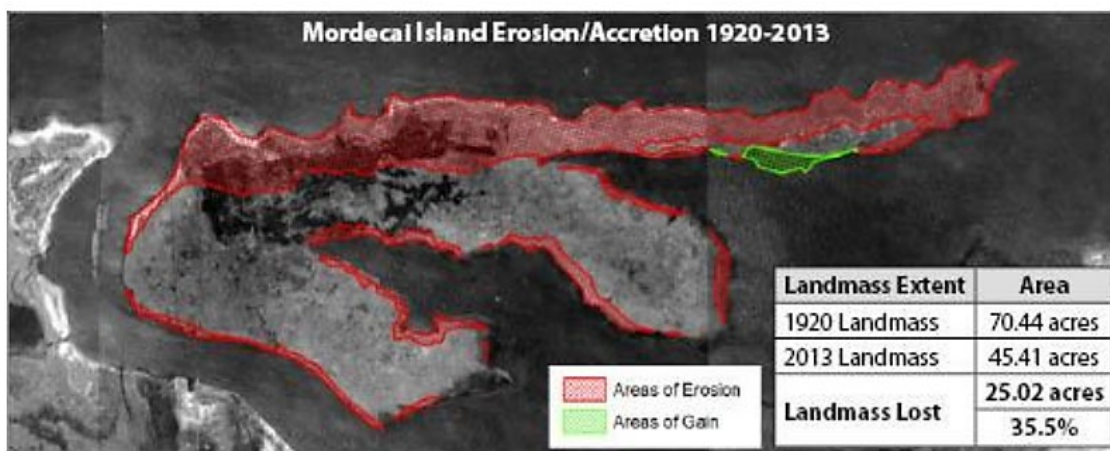 Mordecai Island Erosion/Accretion 1920-2013
Landmass Extent Area
1920 Landmass 70.44 acres
2013 Landmass 45.41 acres
Landmass Lost 25.02 acres
35.5%
Areas of Erosion
Areas of Gain